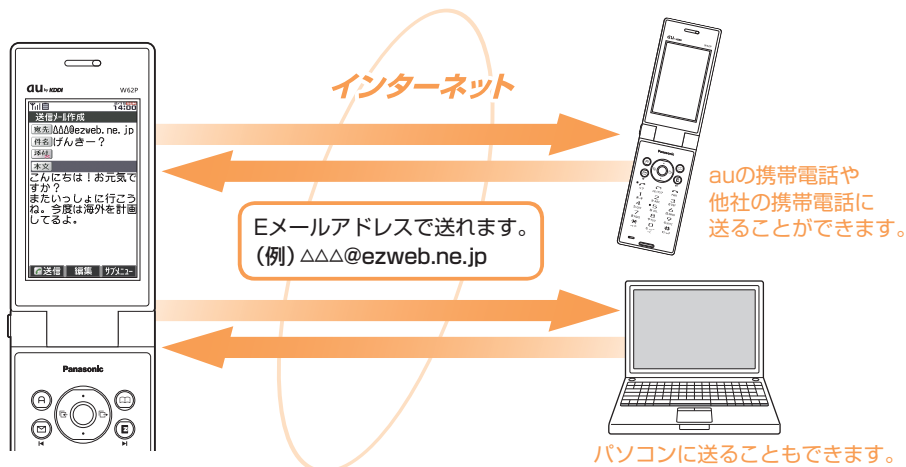 au by KDDI
W62P
14:00
送信メール作成
宛先 △△△@ezweb.ne.jp
件名 げんきー?
添付
本文
こんにちは!お元気で
すか?
またいっしょに行こう
ね。今度は海外を計画
してるよ。
送信 編集 サブメニュー
Panasonic
インターネット
Eメールアドレスで送れます。
(例)△△△@ezweb.ne.jp
au
Panasonic
auの携帯電話や
他社の携帯電話に
送ることができます。
パソコンに送ることもできます。